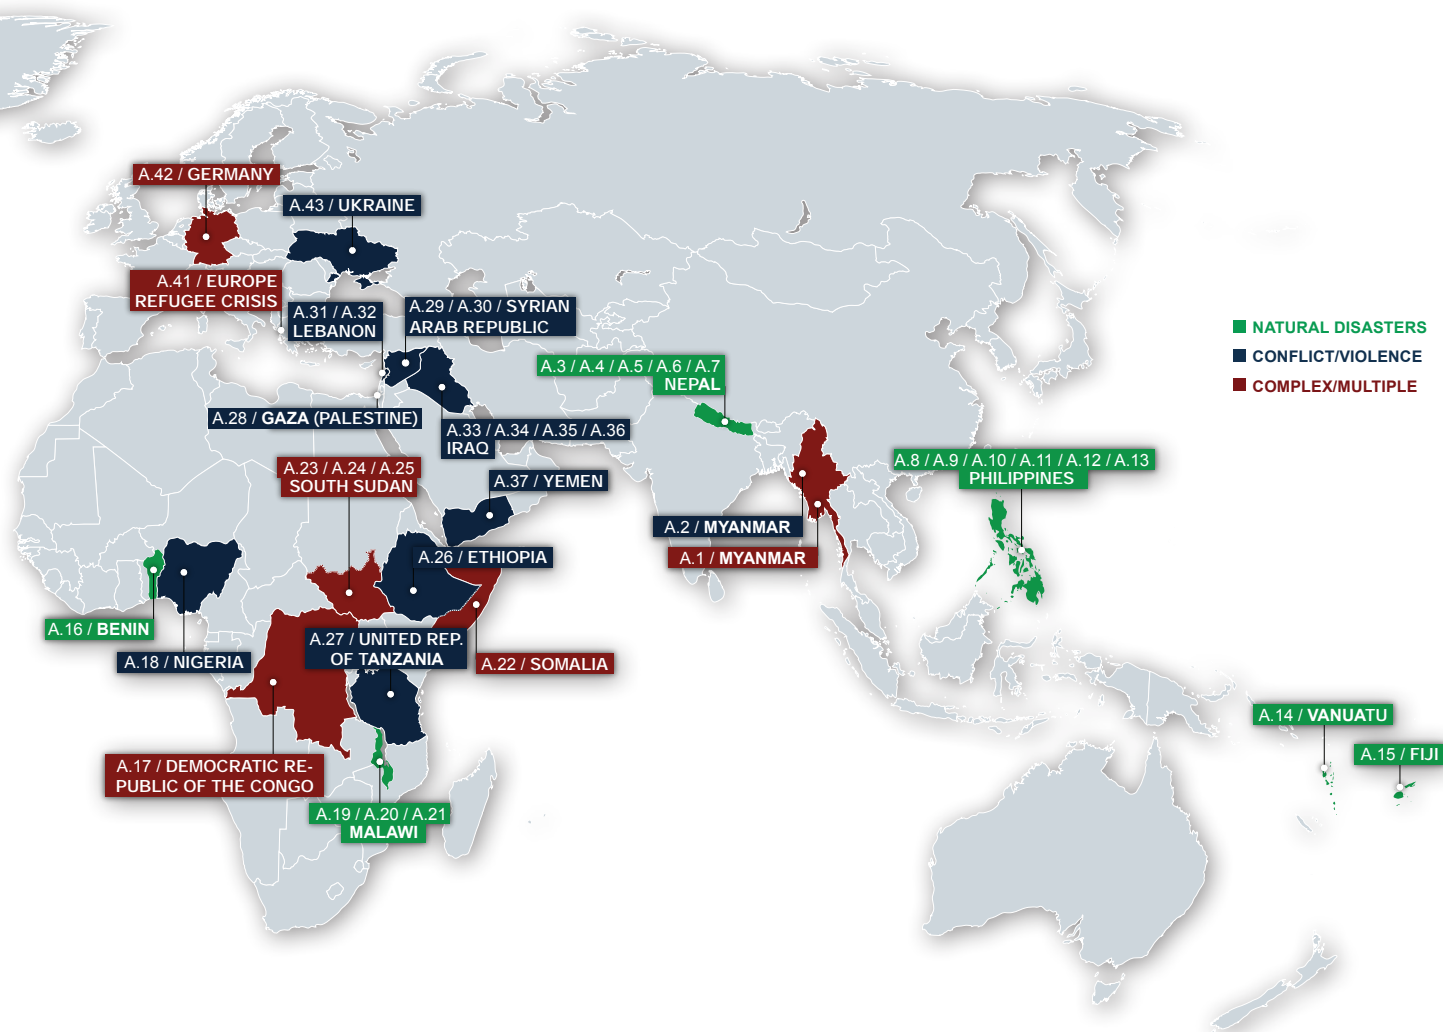 A.42 / GERMANY
A.43 / UKRAINE
A.41 / EUROPE
REFUGEE CRISIS
A.31 / A.32
LEBANON
A.29 / A.30 / SYRIAN
ARAB REPUBLIC
NATURAL DISASTERS
CONFLICT/VIOLENCE
COMPLEX/MULTIPLE
A.3 / A.4 / A.5 / A.6 / A.7
NEPAL
A.28 / GAZA (PALESTINE)
A.33 / A.34 / A.35 / A.36
IRAQ
A.23 / A.24 / A.25
SOUTH SUDAN
A.37 / YEMEN
A.8 / A.9 / A.10 / A.11 / A.12 / A.13
PHILIPPINES
A.2 / MYANMAR
A.1 / MYANMAR
A.26 / ETHIOPIA
A.16 / BENIN
A.18 / NIGERIA
A.27 / UNITED REP.
OF TANZANIA
A.22 / SOMALIA
A.14 / VANUATU
A.15 / FIJI
A.17 / DEMOCRATIC RE-
PUBLIC OF THE CONGO
A.19 / A.20 / A.21
MALAWI